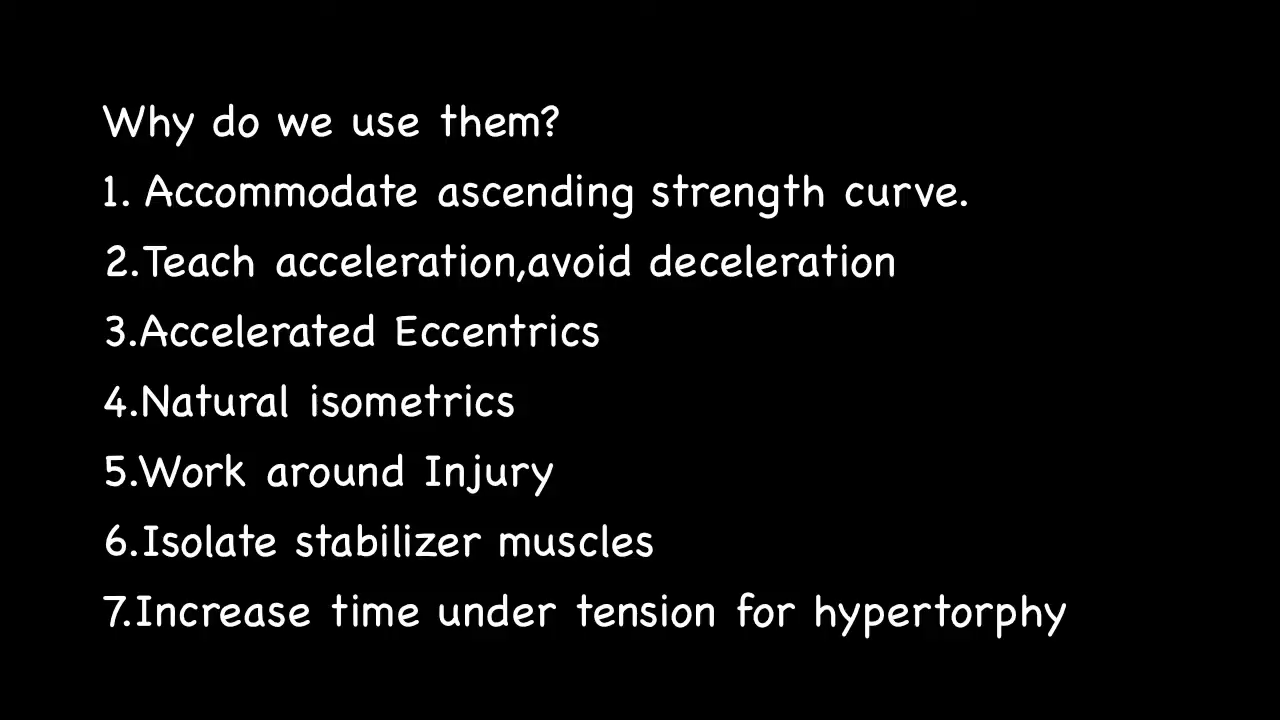 Why do we use them?
1. Accommodate ascending strength curve.
2.Teach acceleration,avoid deceleration
3.Accelerated Eccentrics
4.Natural isometrics
5.Work around Injury
6.Isolate stabilizer muscles
7.Increase time under tension for hypertorphy